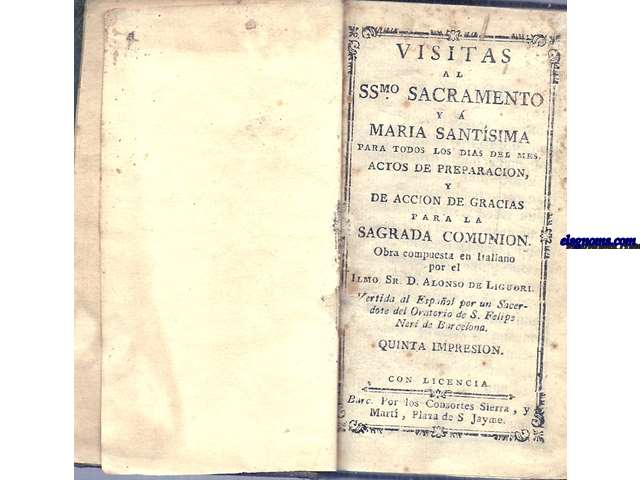 VISITAS
AL
SS.MO SACRAMENTO
Y Á
MARIA SANTÍSIMA
PARA TODOS LOS DIAS DEL MES.
ACTOS DE PREPARACION,
Y
DE ACCION DE GRACIAS
PARA LA
SAGRADA COMUNION.
Obra compuesta en Italiano
por el
ILMO. SR. D. ALONSO DE LIGUORI.
Vertida al Español por un Sacer-
dote del Oratorio de S. Felipe
Neri de Barcelona.
QUINTA IMPRESION.
CON LICENCIA
Barc. Por los Consortes Sierra, y
Martí, Plaza de S Jayme.
elagnoma.com